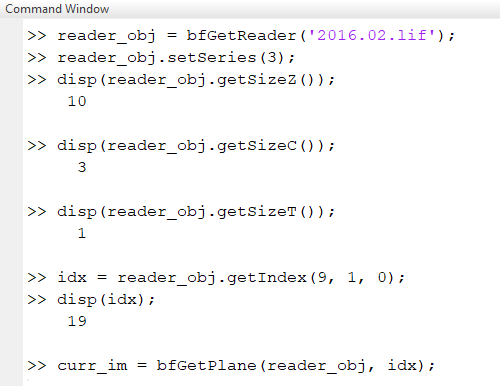 Command Window
>> reader_obj = bfGetReader('2016.02.lif');
>> reader_obj.setSeries(3);
>> disp(reader_obj.getSizeZ());
10
>> disp(reader_obj.getSizeC());
3
>> disp(reader_obj.getSizeT());
1
>> idx = reader_obj.getIndex(9, 1, 0);
>> disp(idx);
19
>> curr_im = bfGetPlane(reader_obj, idx);